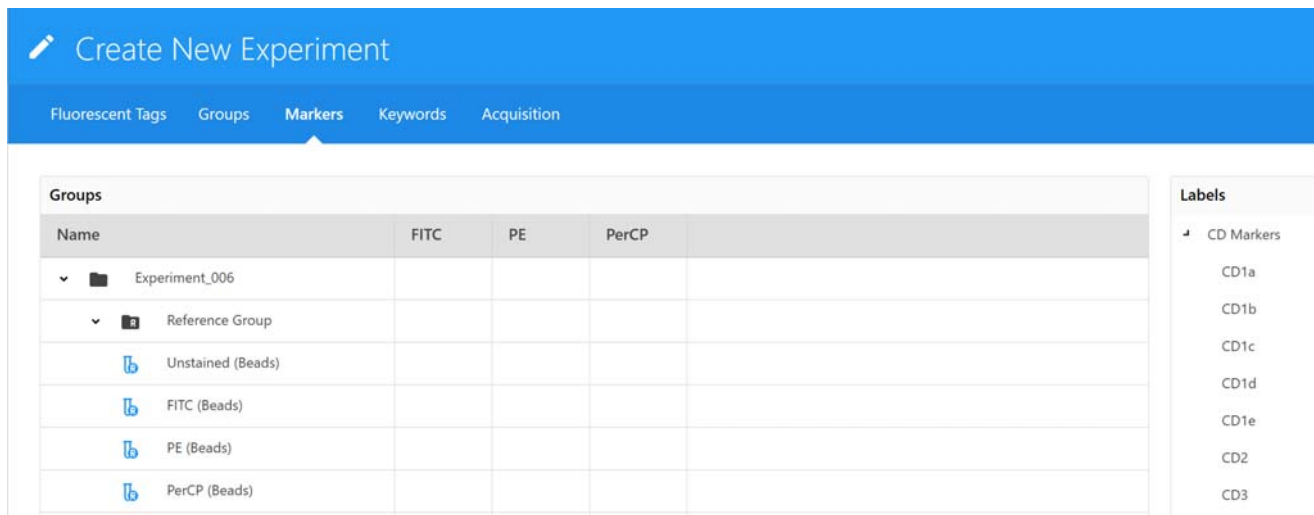 Create New Experiment
Fluorescent Tags Groups Markers Keywords Acquisition
Groups
Name FITC PE PerCP
Experiment_006
Reference Group
Unstained (Beads)
FITC (Beads)
PE (Beads)
PerCP (Beads)
Labels
CD Markers
CD1a
CD1b
CD1c
CD1d
CD1e
CD2
CD3